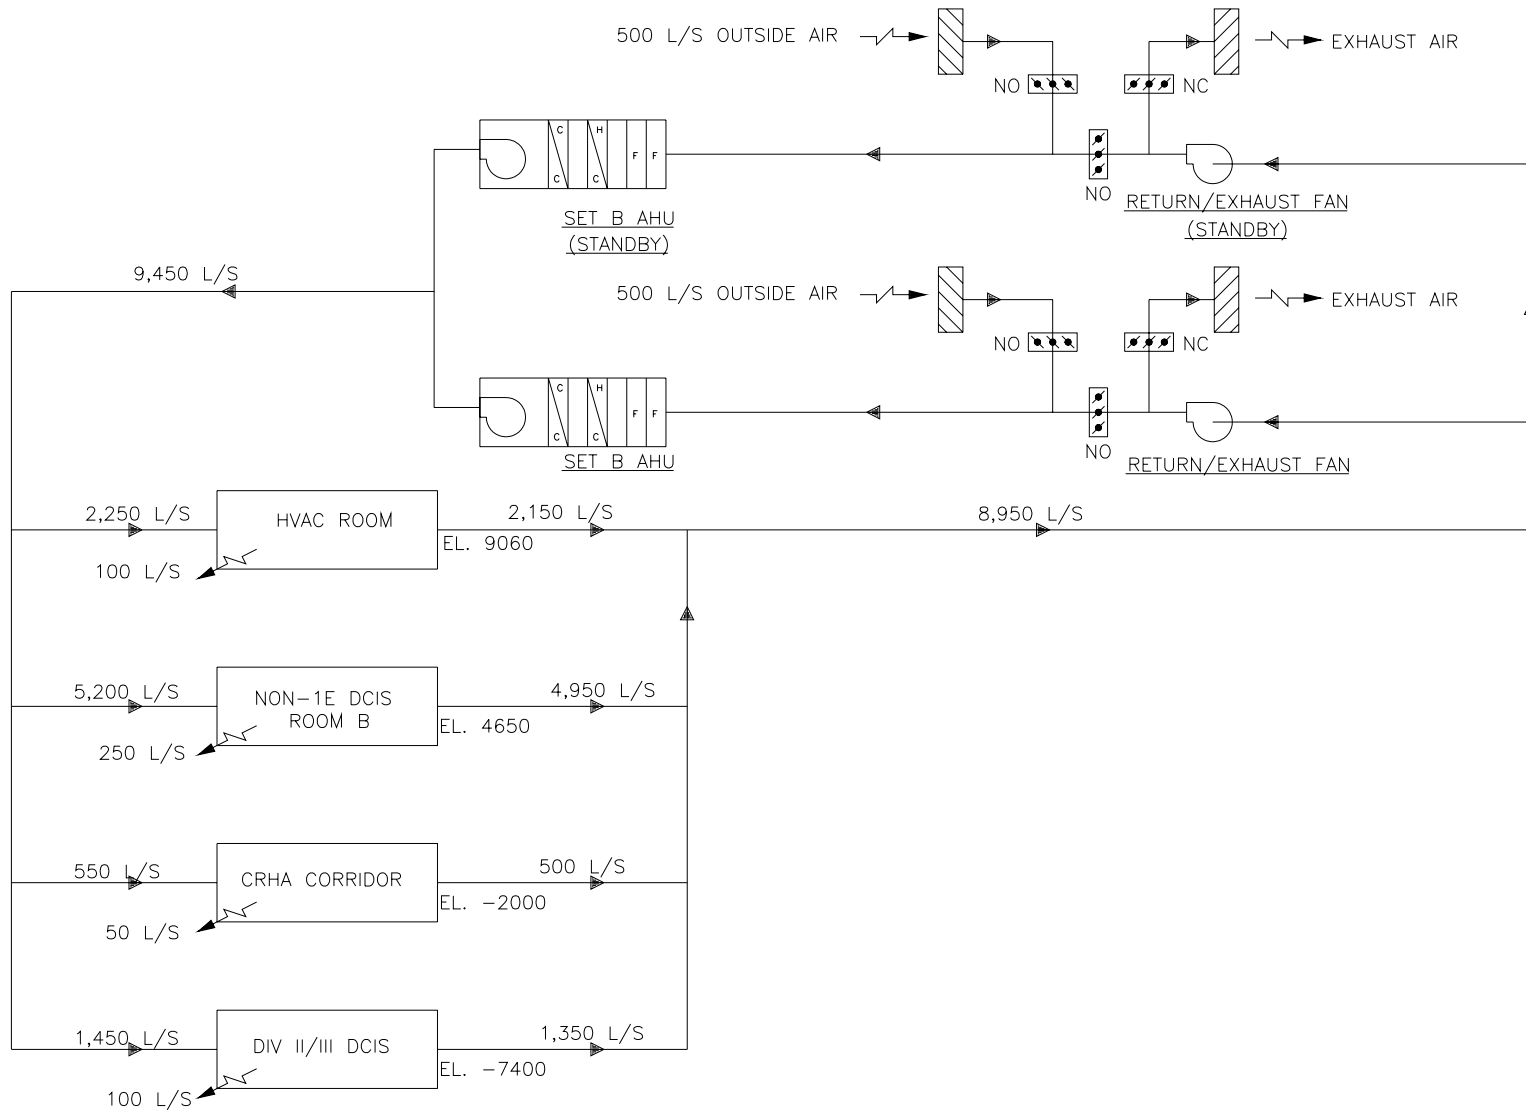 500 L/S OUTSIDE AIR
EXHAUST AIR
NO
NC
C
H
C
C
F
F
NO
SET B AHU
(STANDBY)
RETURN/EXHAUST FAN
(STANDBY)
9,450 L/S
500 L/S OUTSIDE AIR
EXHAUST AIR
NO
NC
C
H
C
C
F
F
NO
SET B AHU
RETURN/EXHAUST FAN
2,250 L/S
HVAC ROOM
2,150 L/S
8,950 L/S
EL. 9060
100 L/S
5,200 L/S
NON-1E DCIS
ROOM B
4,950 L/S
EL. 4650
250 L/S
550 L/S
CRHA CORRIDOR
500 L/S
EL. -2000
50 L/S
1,450 L/S
DIV II/III DCIS
1,350 L/S
EL. -7400
100 L/S